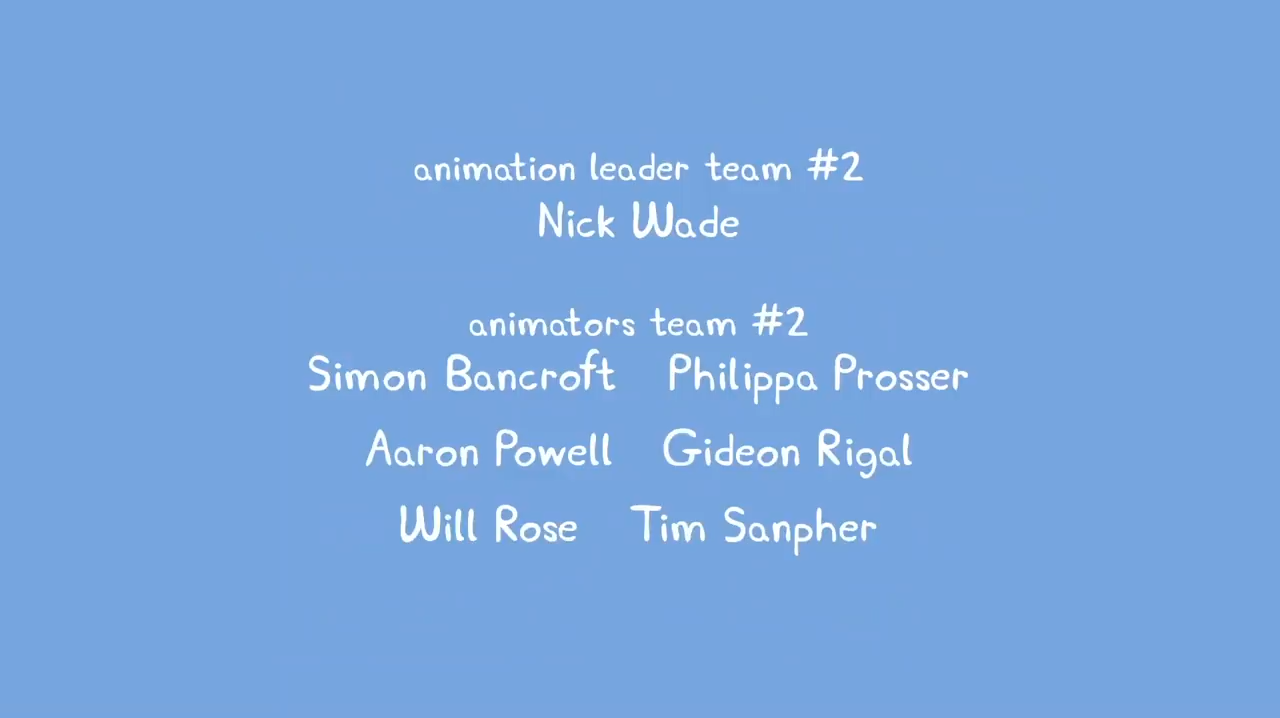 animation leader team #2
Nick Wade
animators team #2
Simon Bancroft Philippa Prosser
Aaron Powell Gideon Rigal
Will Rose Tim Sanpher